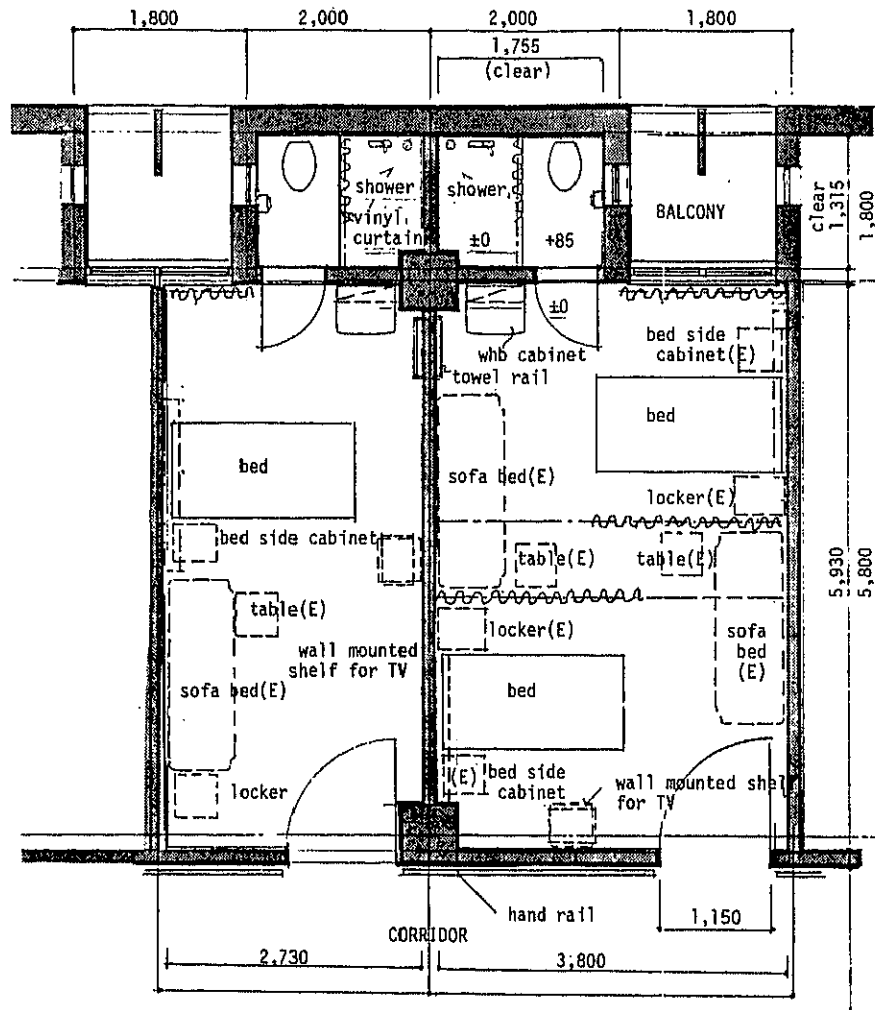 1,800 2,000 2,000 1,800
1,755
(clear)
shower shower
vinyl
curtain
±0 +85
BALCONY
clear
1,315
1,800
±0
whb cabinet
towel rail
bed side
cabinet(E)
bed
bed
sofa bed(E)
locker(E)
bed side cabinet
table(E) table(E)
table(E)
locker(E)
sofa
bed
(E)
5,930
5,800
wall mounted
shelf for TV
sofa bed(E)
bed
locker
(E) bed side
cabinet
wall mounted shelf
for TV
hand rail
1,150
CORRIDOR
2,730 3,800